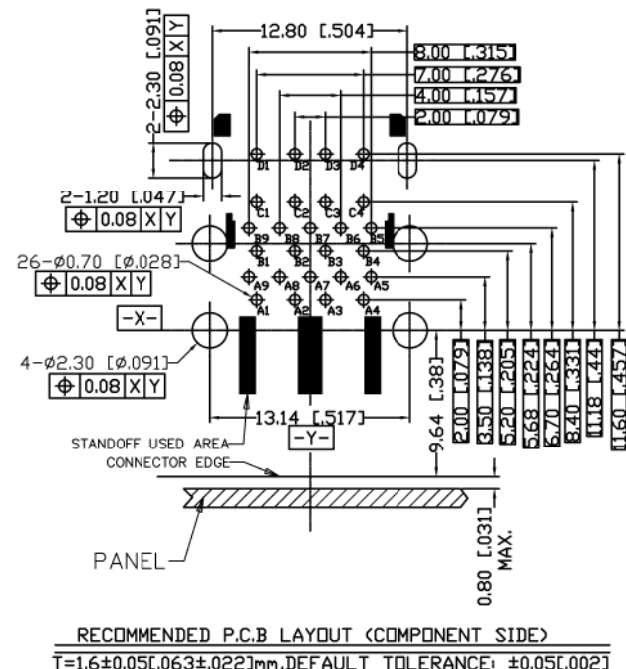 12.80 [.504]
8.00 [.315]
7.00 [.276]
4.00 [.157]
2.00 [.079]
2-2.30 [.091]
⌖ 0.08 X Y
D1 D2 D3 D4
2-1.20 [.047]
⌖ 0.08 X Y
C1 C2 C3 C4
B9 B8 B7 B6 B5
26-ø0.70 [ø.028]
⌖ 0.08 X Y
B1 B2 B3 B4
A9 A8 A7 A6 A5
A1 A2 A3 A4
-X-
4-ø2.30 [ø.091]
⌖ 0.08 X Y
13.14 [.517]
-Y-
9.64 [.38]
2.00 [.079]
3.50 [.138]
5.20 [.205]
5.68 [.224]
6.70 [.264]
8.40 [.331]
11.18 [.44]
11.60 [.457]
STANDOFF USED AREA
CONNECTOR EDGE
PANEL
0.80 [.031]
MAX.
RECOMMENDED P.C.B LAYOUT (COMPONENT SIDE)
T=1.6±0.05[.063±.022]mm.DEFAULT TOLERANCE: ±0.05[.002]